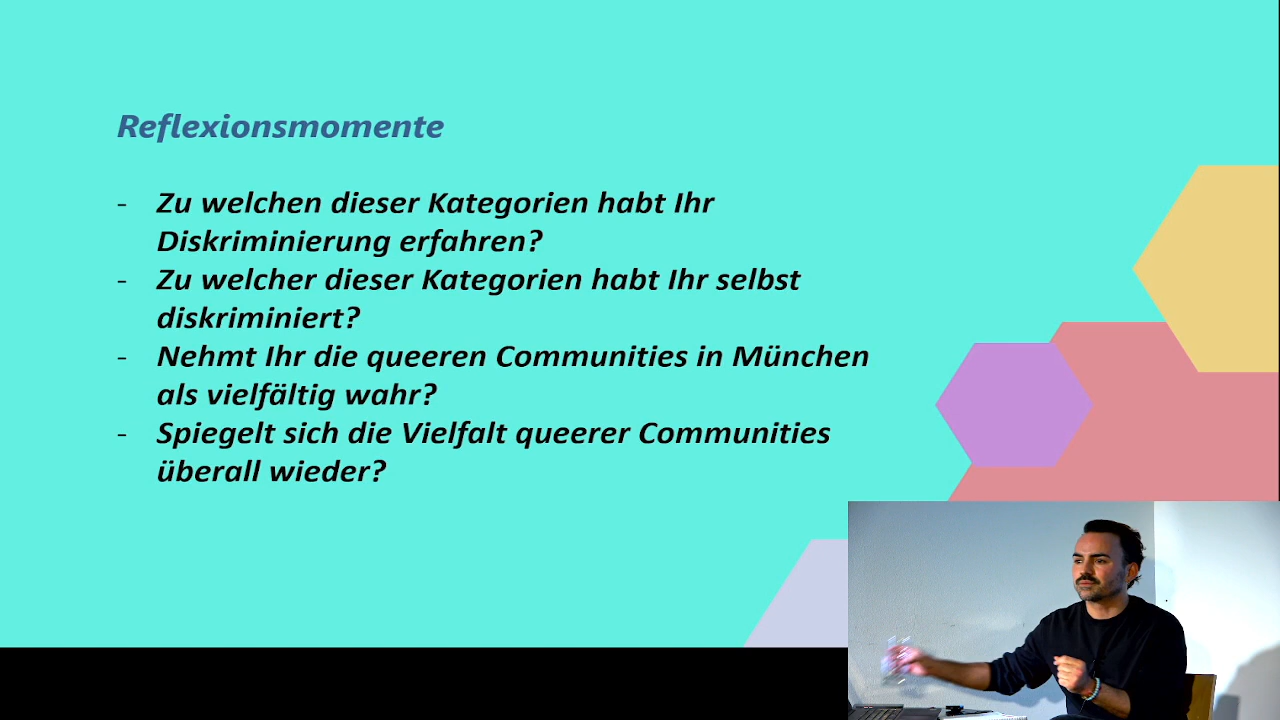 Reflexionsmomente
- Zu welchen dieser Kategorien habt Ihr
Diskriminierung erfahren?
- Zu welcher dieser Kategorien habt Ihr selbst
diskriminiert?
- Nehmt Ihr die queeren Communities in München
als vielfältig wahr?
- Spiegelt sich die Vielfalt queerer Communities
überall wieder?